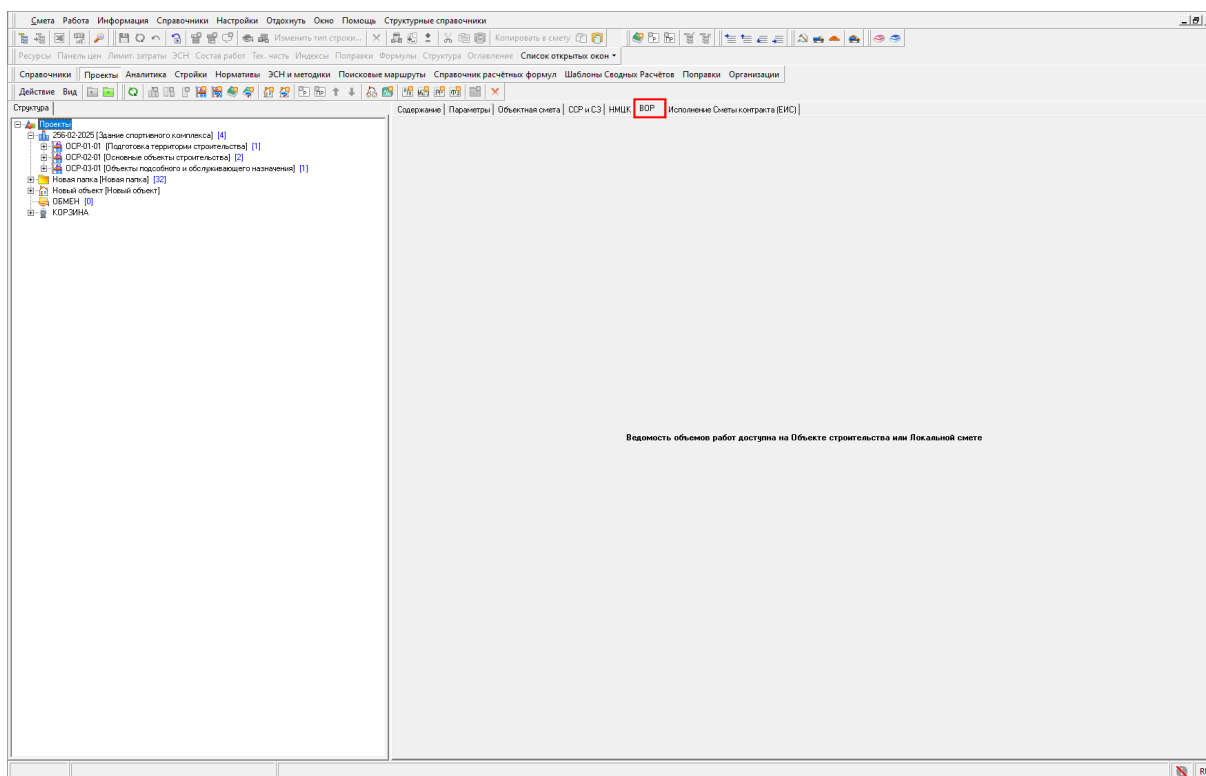 Смета Работа Информация Справочники Настройки Отдохнуть Окно Помощь Структурные справочники
Изменить тип строки... Копировать в смету
Ресурсы Панель цен Лимит. затраты ЭСН Состав работ Тех. часть Индексы Поправки Формулы Структура Оглавление Список открытых окон
Справочники Проекты Аналитика Стройки Нормативы ЭСН и методики Поисковые маршруты Справочник расчётных формул Шаблоны Сводных Расчётов Поправки Организации
Действие Вид
Структура
Содержание Параметры Объектная смета ССР и СЗ НМЦК ВОР Исполнение Сметы контракта (ЕИС)
Проекты
256-02-2025 [Здание спортивного комплекса] [4]
ОСР-01-01 [Подготовка территории строительства] [1]
ОСР-02-01 [Основные объекты строительства] [2]
ОСР-03-01 [Объекты подсобного и обслуживающего назначения] [1]
Новая папка [Новая папка] [32]
Новый объект [Новый объект]
ОБМЕН [0]
КОРЗИНА
Ведомость объемов работ доступна на Объекте строительства или Локальной смете